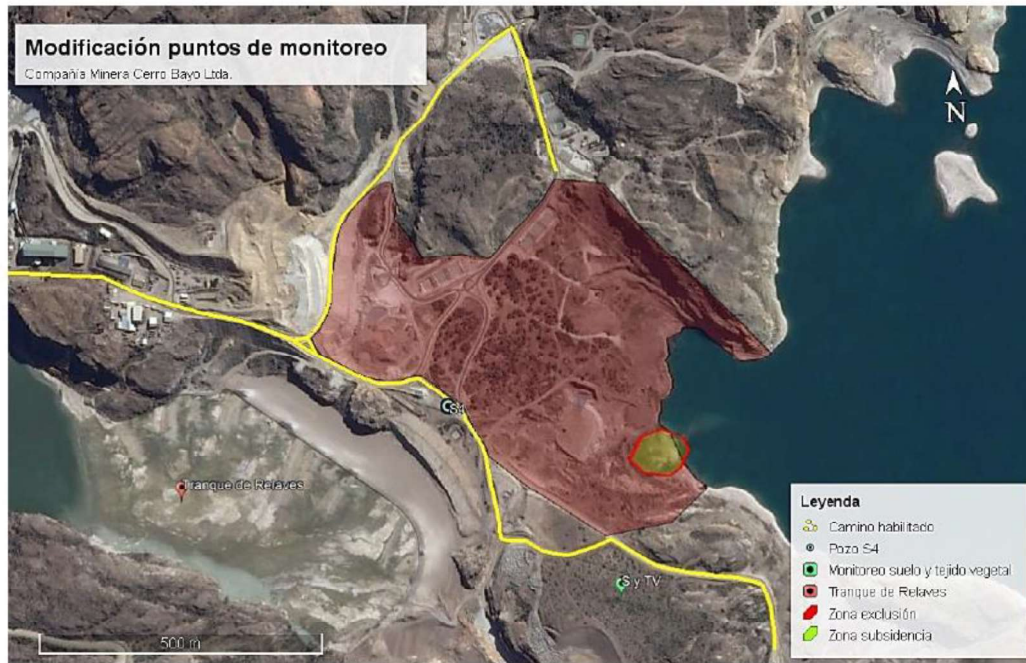 Modificación puntos de monitoreo
Compañía Minera Cerro Bayo Ltda.
N
S4
Tranque de Relaves
S y TV
500 m
Leyenda
Camino habilitado
Pozo S4
Monitoreo suelo y tejido vegetal
Tranque de Relaves
Zona exclusión
Zona subsidencia